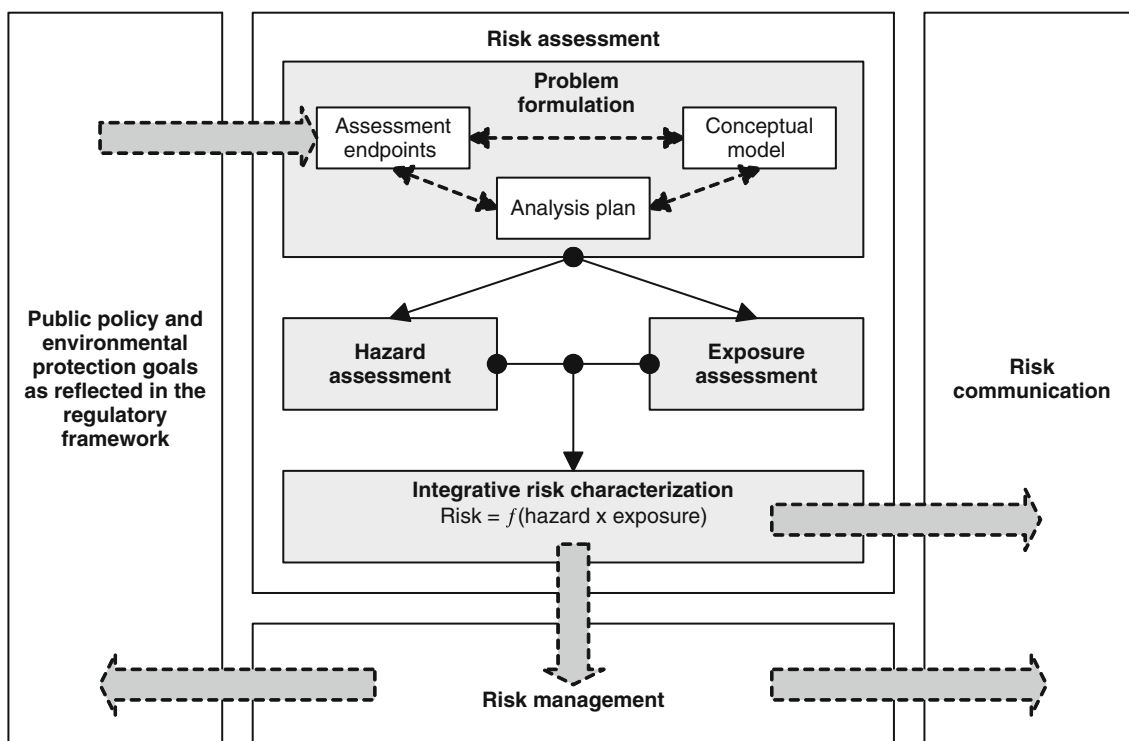 Risk assessment
Problem
formulation
Assessment
endpoints
Conceptual
model
Analysis plan
Public policy and
environmental
protection goals
as reflected in the
regulatory
framework
Hazard
assessment
Exposure
assessment
Risk
communication
Integrative risk characterization
Risk = f(hazard x exposure)
Risk management